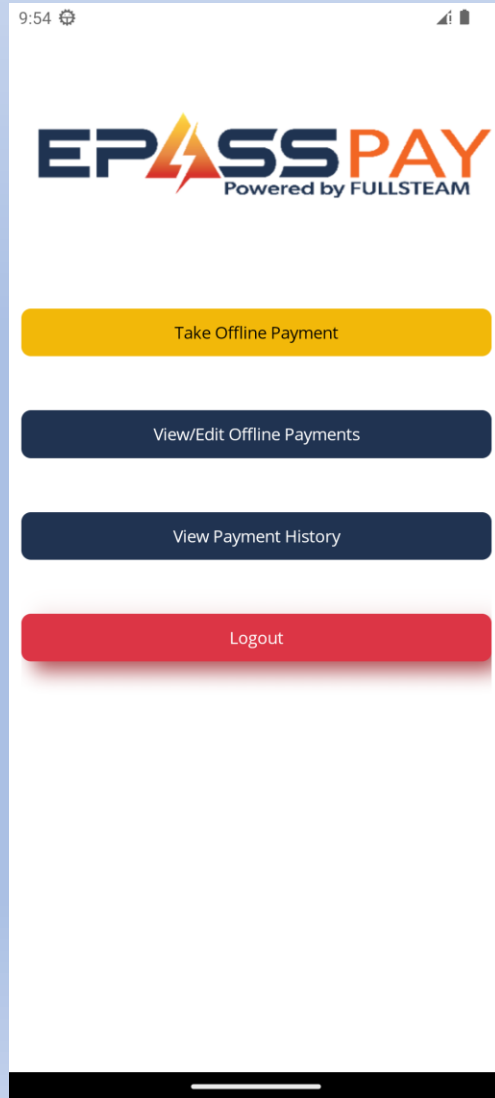 9:54
EPASSPAY
Powered by FULLSTEAM
Take Offline Payment
View/Edit Offline Payments
View Payment History
Logout